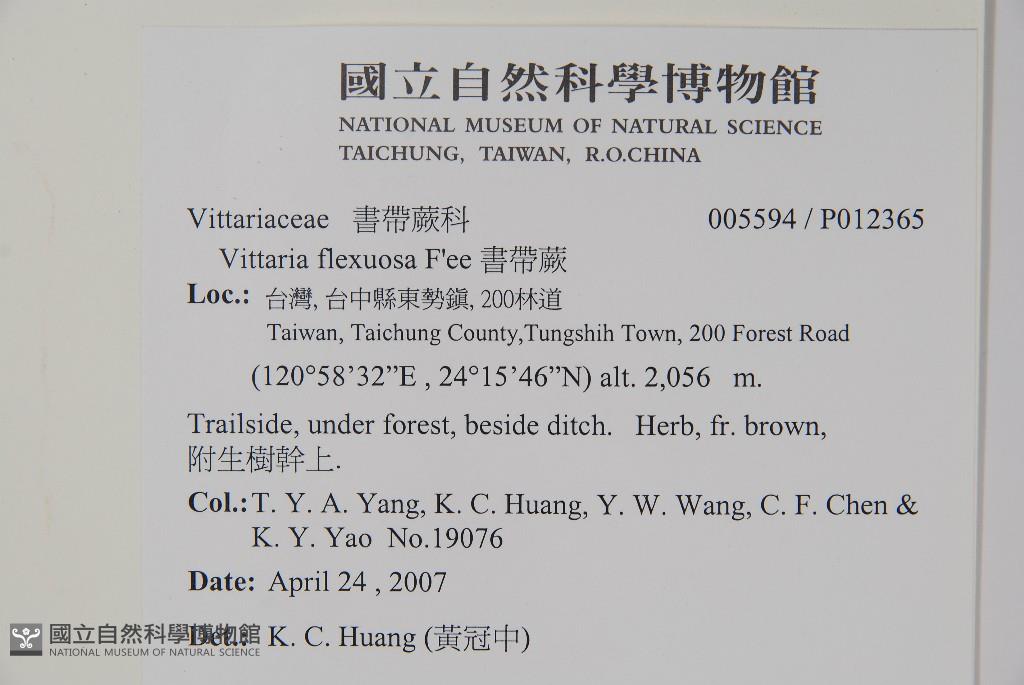 國立自然科學博物館
NATIONAL MUSEUM OF NATURAL SCIENCE
TAICHUNG, TAIWAN, R.O.CHINA
Vittariaceae 書帶蕨科 005594 / P012365
Vittaria flexuosa F'ee 書帶蕨
Loc.: 台灣, 台中縣東勢鎮, 200林道
Taiwan, Taichung County,Tungshih Town, 200 Forest Road
(120°58’32”E , 24°15’46”N) alt. 2,056 m.
Trailside, under forest, beside ditch. Herb, fr. brown,
附生樹幹上.
Col.: T. Y. A. Yang, K. C. Huang, Y. W. Wang, C. F. Chen &
K. Y. Yao No.19076
Date: April 24 , 2007
Det.: K. C. Huang (黃冠中)
國立自然科學博物館
NATIONAL MUSEUM OF NATURAL SCIENCE